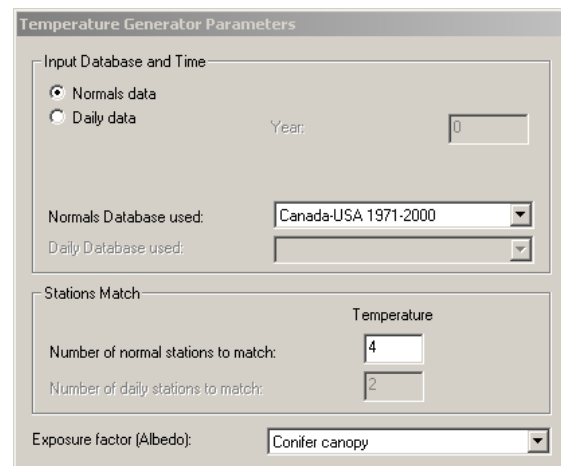 Temperature Generator Parameters
Input Database and Time
Normals data
Daily data
Year:
0
Normals Database used:
Canada-USA 1971-2000
Daily Database used:
Stations Match
Temperature
Number of normal stations to match:
4
Number of daily stations to match:
2
Exposure factor (Albedo):
Conifer canopy